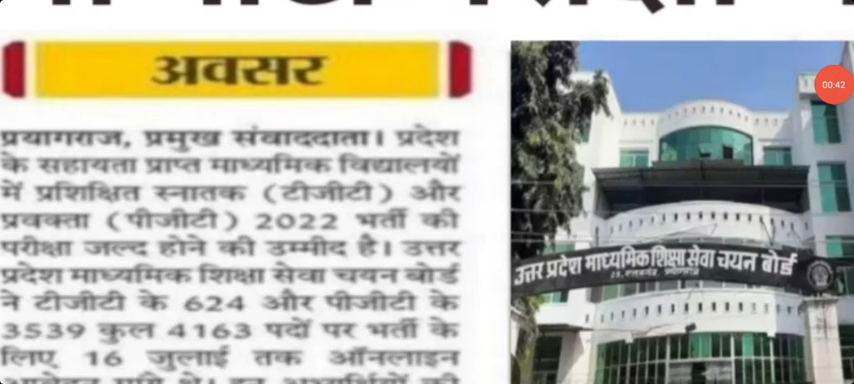 अवसर
प्रयागराज, प्रमुख संवाददाता। प्रदेश
के सहायता प्राप्त माध्यमिक विद्यालयों
में प्रशिक्षित स्नातक (टीजीटी) और
प्रवक्ता (पीजीटी) 2022 भर्ती की
परीक्षा जल्द होने की उम्मीद है। उत्तर
प्रदेश माध्यमिक शिक्षा सेवा चयन बोर्ड
ने टीजीटी के 624 और पीजीटी के
3539 कुल 4163 पदों पर भर्ती के
लिए 16 जुलाई तक ऑनलाइन
00:42
उत्तर प्रदेश माध्यमिक शिक्षा सेवा चयन बोर्ड